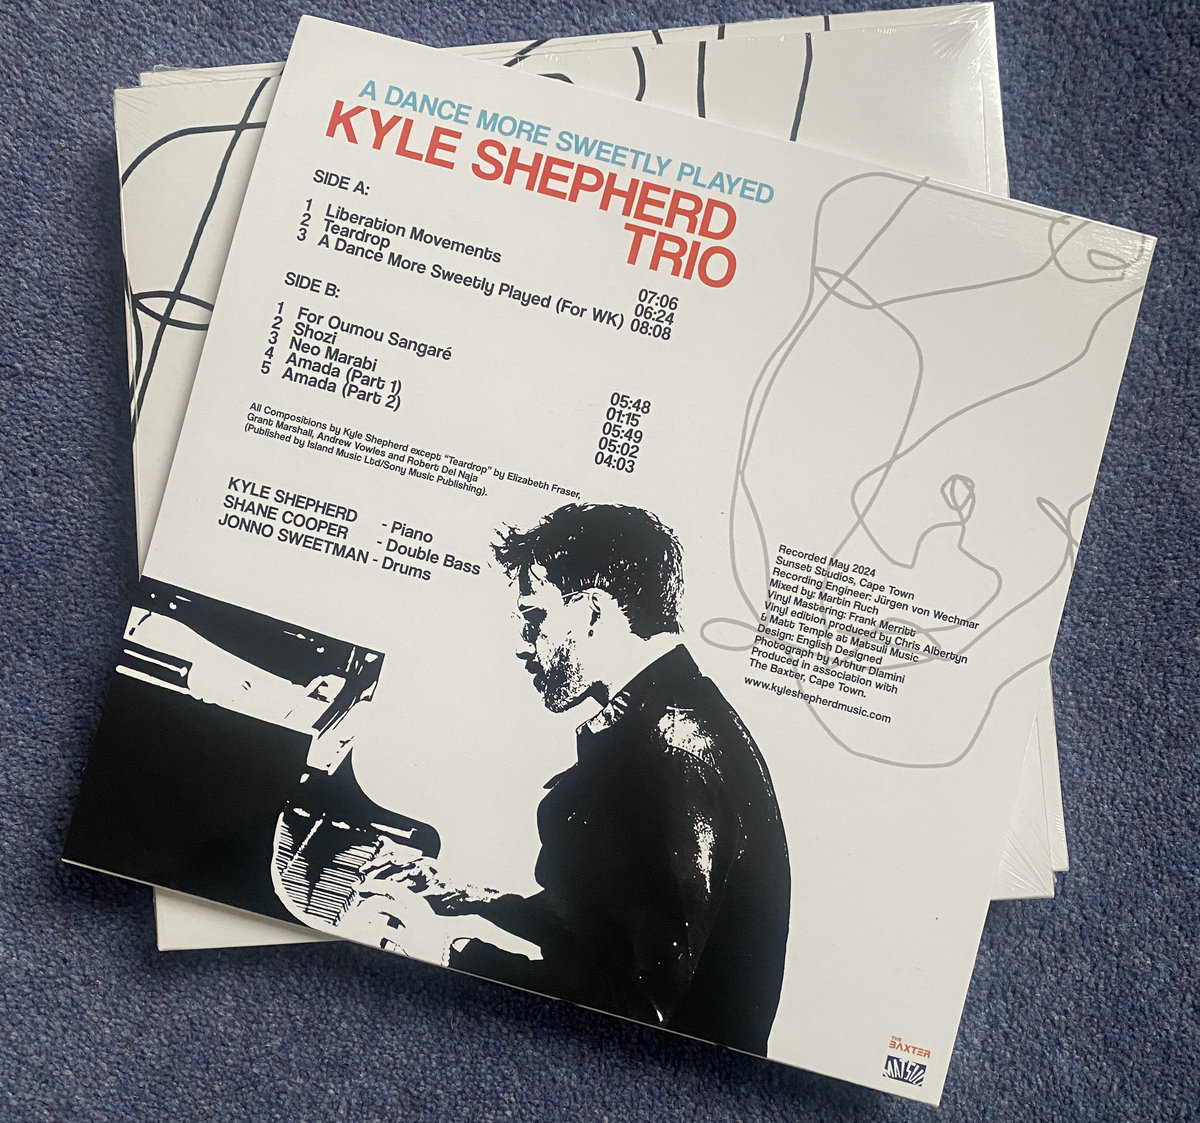 A DANCE MORE SWEETLY PLAYED
KYLE SHEPHERD
TRIO
SIDE A:
1 Liberation Movements 07:06
2 Teardrop 06:24
3 A Dance More Sweetly Played (For WK) 08:08
SIDE B:
1 For Oumou Sangaré 05:48
2 Shozi 01:15
3 Neo Marabi 05:49
4 Amada (Part 1) 05:02
5 Amada (Part 2) 04:03
All Compositions by Kyle Shepherd except “Teardrop” by Elizabeth Fraser,
Grant Marshall, Andrew Vowles and Robert Del Naja
(Published by Island Music Ltd/Sony Music Publishing).
KYLE SHEPHERD - Piano
SHANE COOPER - Double Bass
JONNO SWEETMAN - Drums
Recorded May 2024
Sunset Studios, Cape Town
Recording Engineer: Jürgen von Wechmar
Mixed by: Martin Ruch
Vinyl Mastering: Frank Merritt
Vinyl edition produced by Chris Albertyn
& Matt Temple at Matsuli Music
Design: English Designed
Photograph by Arthur Dlamini
Produced in association with
The Baxter, Cape Town.
www.kyleshepherdmusic.com
THE
BAXTER
MATSULI